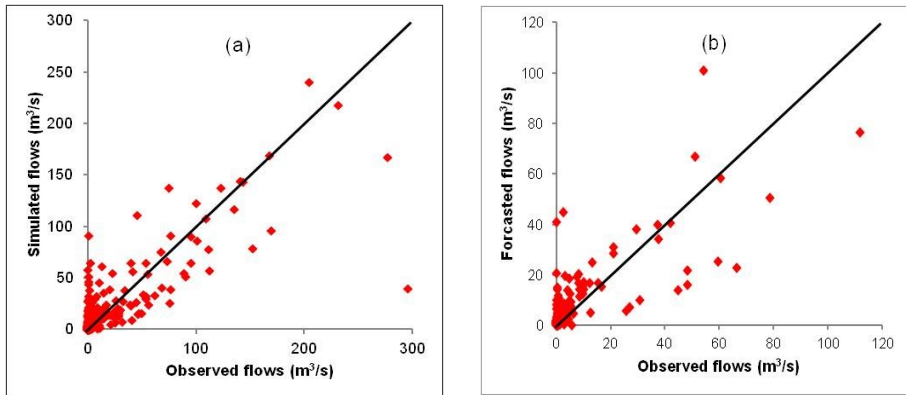 (a)
Simulated flows (m³/s)
300
250
200
150
100
50
0
0 100 200 300
Observed flows (m³/s)
(b)
Forcasted flows (m³/s)
120
100
80
60
40
20
0
0 20 40 60 80 100 120
Observed flows (m³/s)